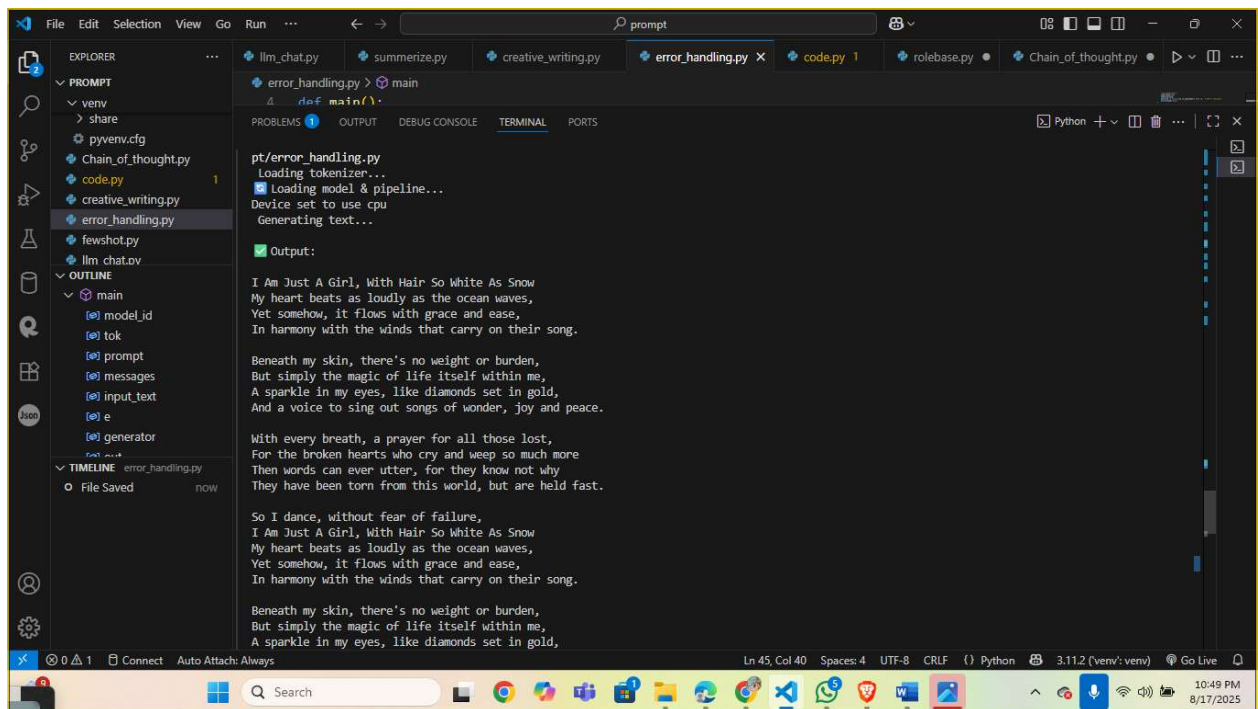 File Edit Selection View Go Run ... prompt
EXPLORER ...
PROMPT
venv
share
pyvenv.cfg
Chain_of_thought.py
code.py 1
creative_writing.py
error_handling.py
fewshot.py
llm_chat.py
OUTLINE
main
model_id
tok
prompt
messages
input_text
e
generator
out
TIMELINE error_handling.py
File Saved now
llm_chat.py summerize.py creative_writing.py error_handling.py code.py 1 rolebase.py Chain_of_thought.py ...
error_handling.py > main
4 def main():
PROBLEMS 1 OUTPUT DEBUG CONSOLE TERMINAL PORTS Python ...
pt/error_handling.py
Loading tokenizer...
Loading model & pipeline...
Device set to use cpu
Generating text...
Output:
I Am Just A Girl, With Hair So White As Snow
My heart beats as loudly as the ocean waves,
Yet somehow, it flows with grace and ease,
In harmony with the winds that carry on their song.
Beneath my skin, there's no weight or burden,
But simply the magic of life itself within me,
A sparkle in my eyes, like diamonds set in gold,
And a voice to sing out songs of wonder, joy and peace.
With every breath, a prayer for all those lost,
For the broken hearts who cry and weep so much more
Then words can ever utter, for they know not why
They have been torn from this world, but are held fast.
So I dance, without fear of failure,
I Am Just A Girl, With Hair So White As Snow
My heart beats as loudly as the ocean waves,
Yet somehow, it flows with grace and ease,
In harmony with the winds that carry on their song.
Beneath my skin, there's no weight or burden,
But simply the magic of life itself within me,
A sparkle in my eyes, like diamonds set in gold,
0 1 Connect Auto Attach: Always Ln 45, Col 40 Spaces: 4 UTF-8 CRLF {} Python 3.11.2 ('venv': venv) Go Live
Search
10:49 PM
8/17/2025